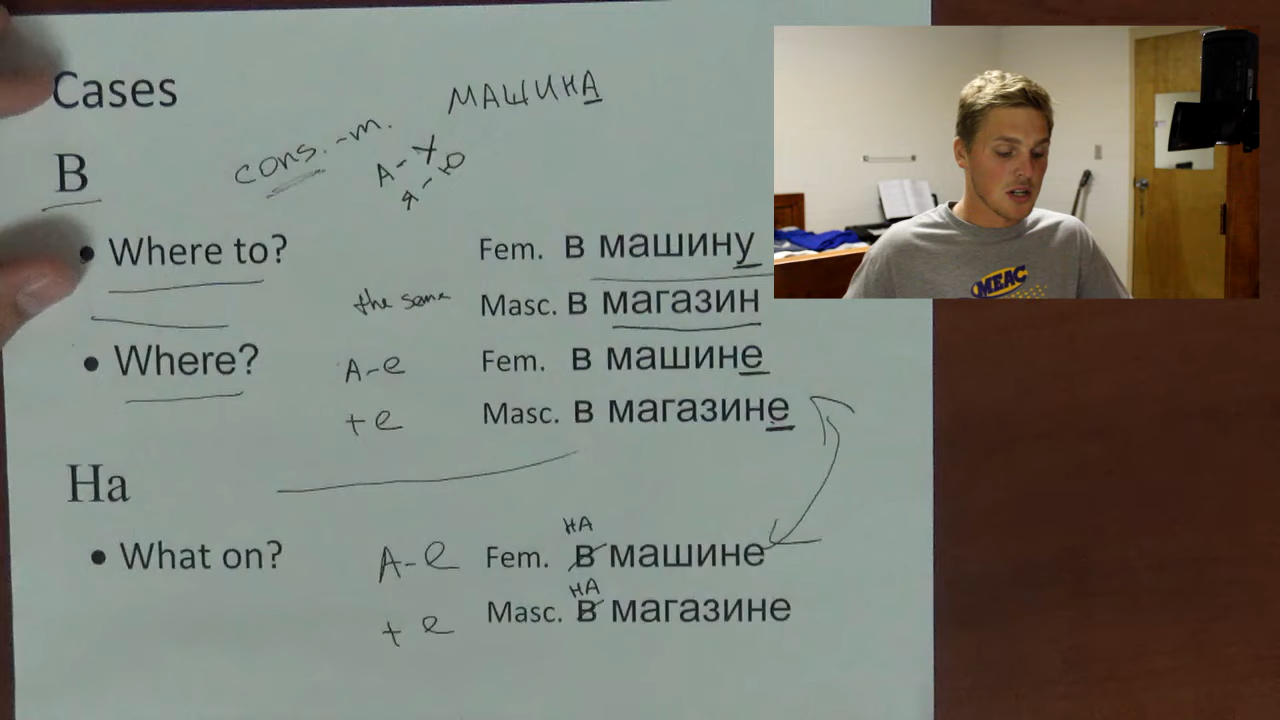 Cases
МАШИНА
cons. - m.
А - У
Я - Ю
В
• Where to?
Fem. в машину
the same
Masc. в магазин
• Where?
А - е
Fem. в машине
+ е
Masc. в магазине
На
НА
• What on?
А - е
Fem. в машине
НА
+ е
Masc. в магазине
MEAC